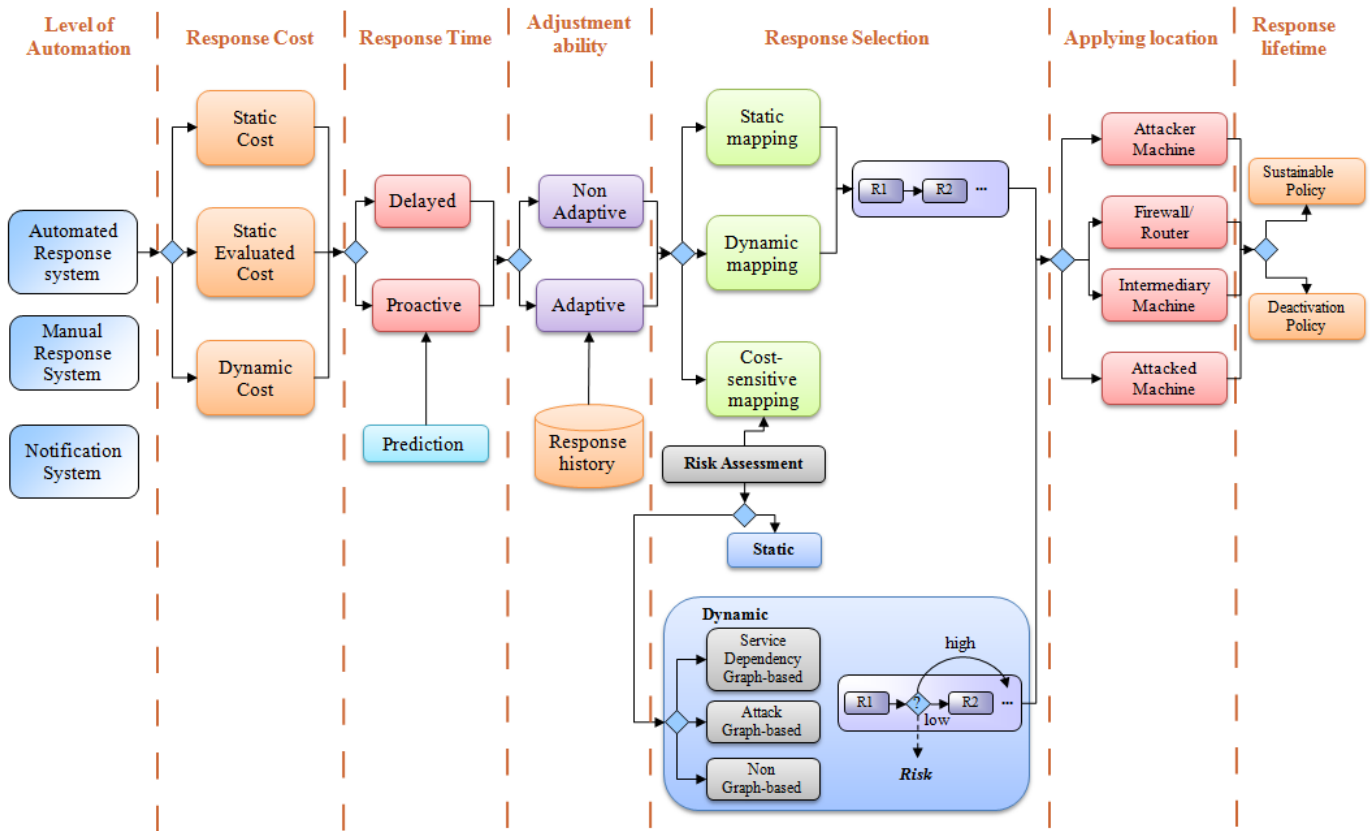 Level of
Automation
Response Cost
Response Time
Adjustment
ability
Response Selection
Applying location
Response
lifetime
Automated
Response
system
Manual
Response
System
Notification
System
Static
Cost
Static
Evaluated
Cost
Dynamic
Cost
Delayed
Proactive
Prediction
Non
Adaptive
Adaptive
Response
history
Static
mapping
Dynamic
mapping
Cost-
sensitive
mapping
R1
R2
...
Risk Assessment
Static
Dynamic
Service
Dependency
Graph-based
Attack
Graph-based
Non
Graph-based
high
R1
?
R2
...
low
Risk
Attacker
Machine
Firewall/
Router
Intermediary
Machine
Attacked
Machine
Sustainable
Policy
Deactivation
Policy